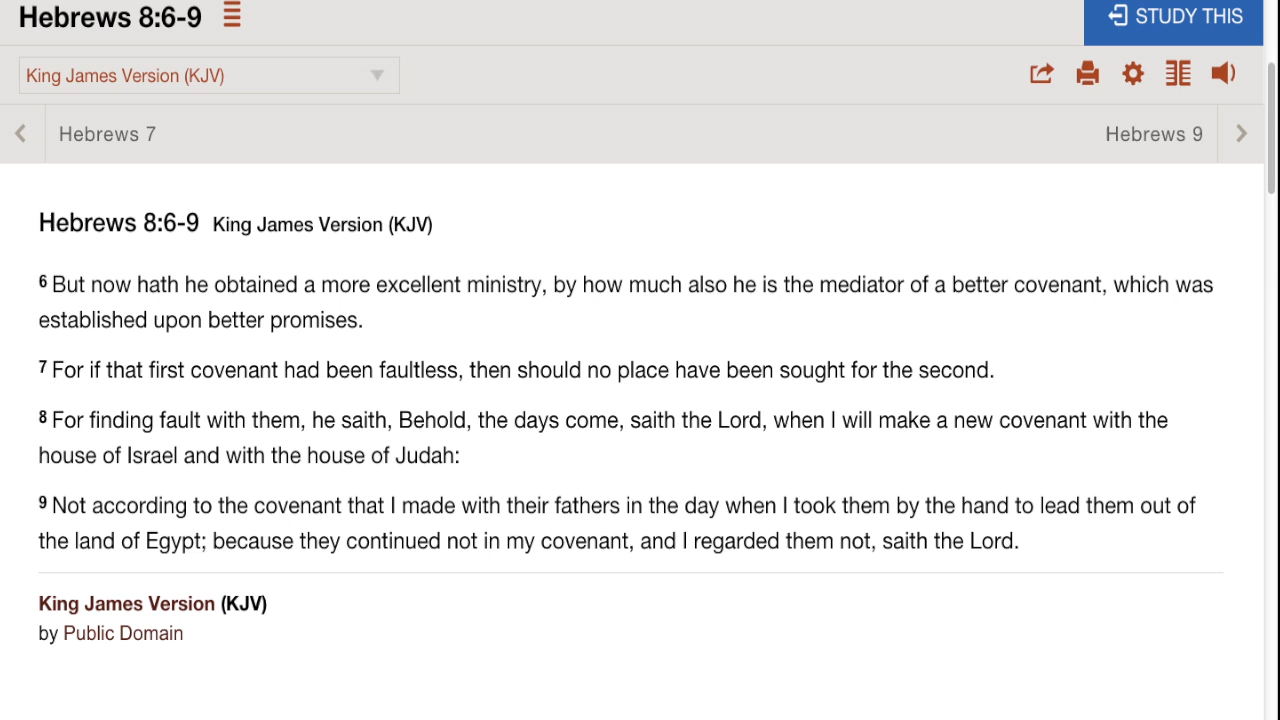 Hebrews 8:6-9
STUDY THIS
King James Version (KJV)
Hebrews 7
Hebrews 9
Hebrews 8:6-9 King James Version (KJV)
6 But now hath he obtained a more excellent ministry, by how much also he is the mediator of a better covenant, which was
established upon better promises.
7 For if that first covenant had been faultless, then should no place have been sought for the second.
8 For finding fault with them, he saith, Behold, the days come, saith the Lord, when I will make a new covenant with the
house of Israel and with the house of Judah:
9 Not according to the covenant that I made with their fathers in the day when I took them by the hand to lead them out of
the land of Egypt; because they continued not in my covenant, and I regarded them not, saith the Lord.
King James Version (KJV)
by Public Domain